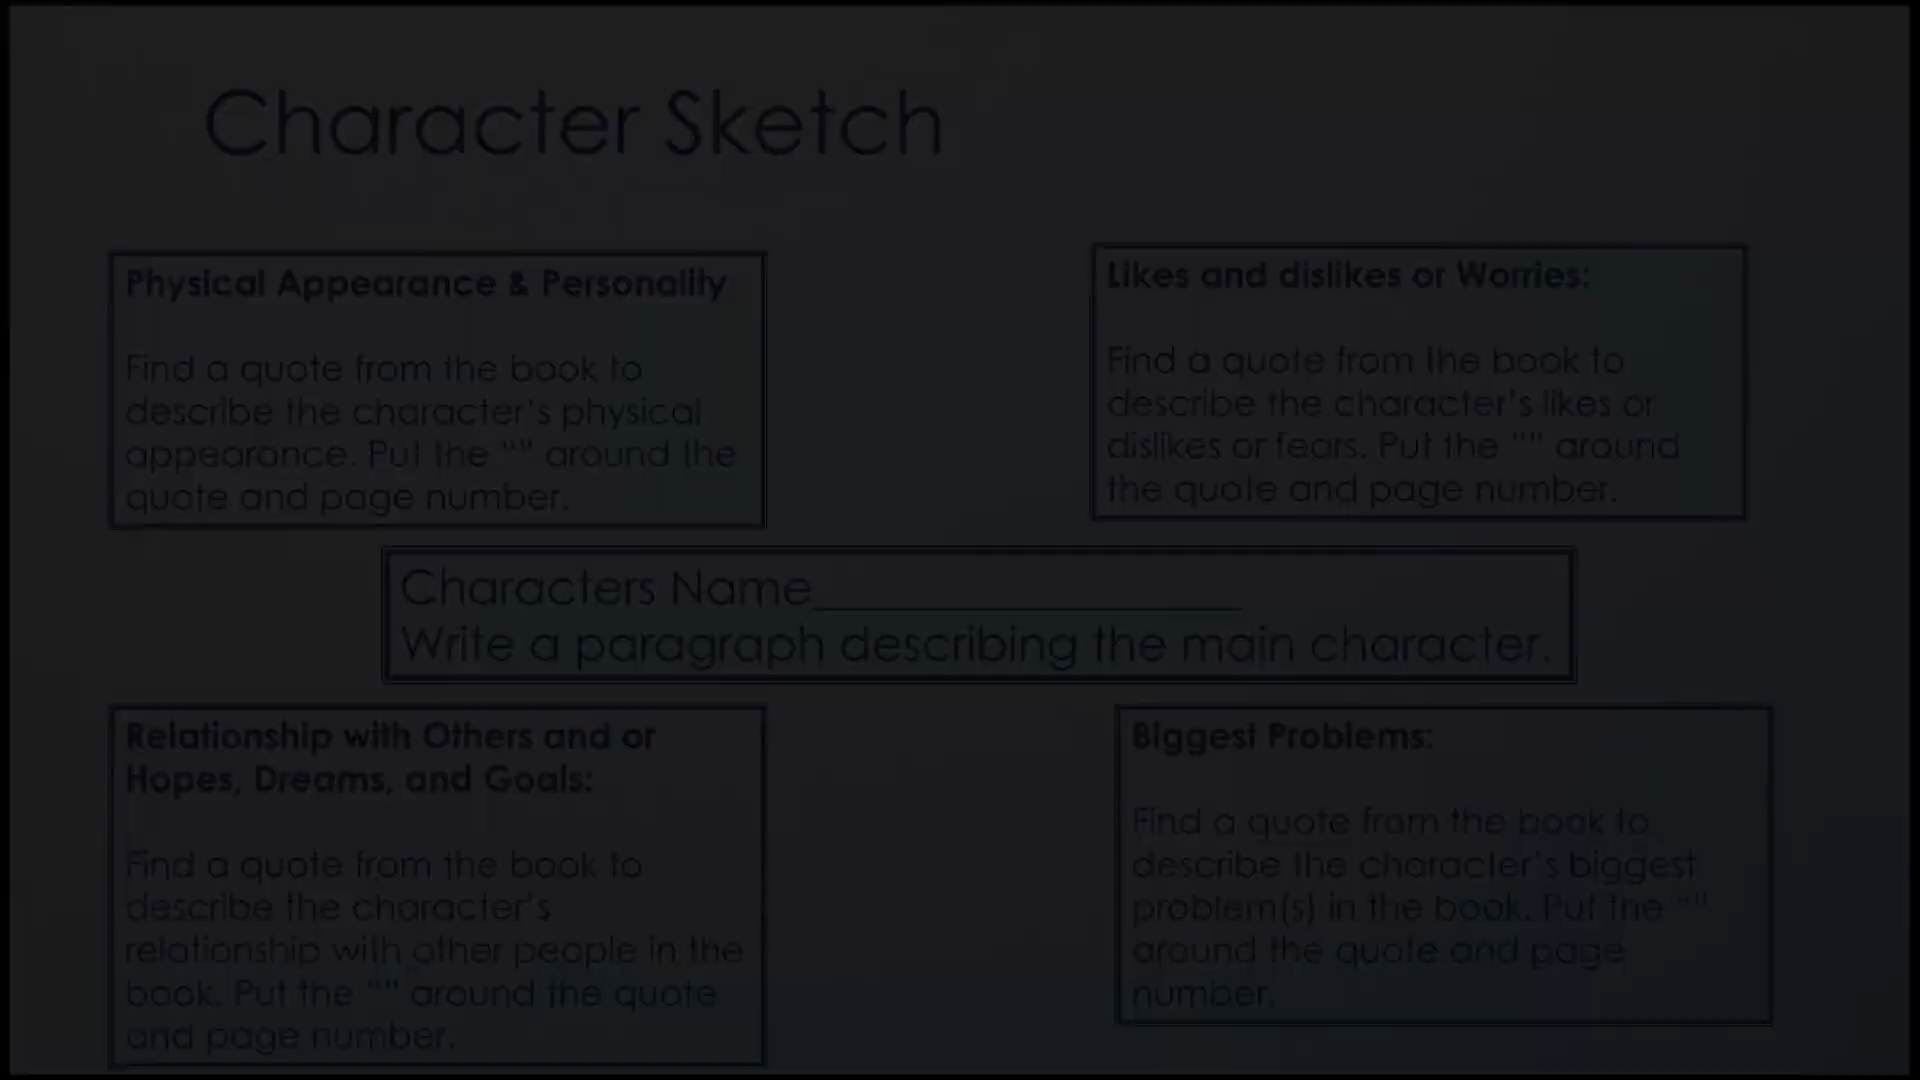 Character Sketch
Physical Appearance & Personality
Find a quote from the book to
describe the character's physical
appearance. Put the "" around the
quote and page number.
Likes and dislikes or Worries:
Find a quote from the book to
describe the character's likes or
dislikes or fears. Put the "" around
the quote and page number.
Characters Name_________________
Write a paragraph describing the main character.
Relationship with Others and or
Hopes, Dreams, and Goals:
Find a quote from the book to
describe the character's
relationship with other people in the
book. Put the "" around the quote
and page number.
Biggest Problems:
Find a quote from the book to
describe the character's biggest
problem(s) in the book. Put the ""
around the quote and page
number.